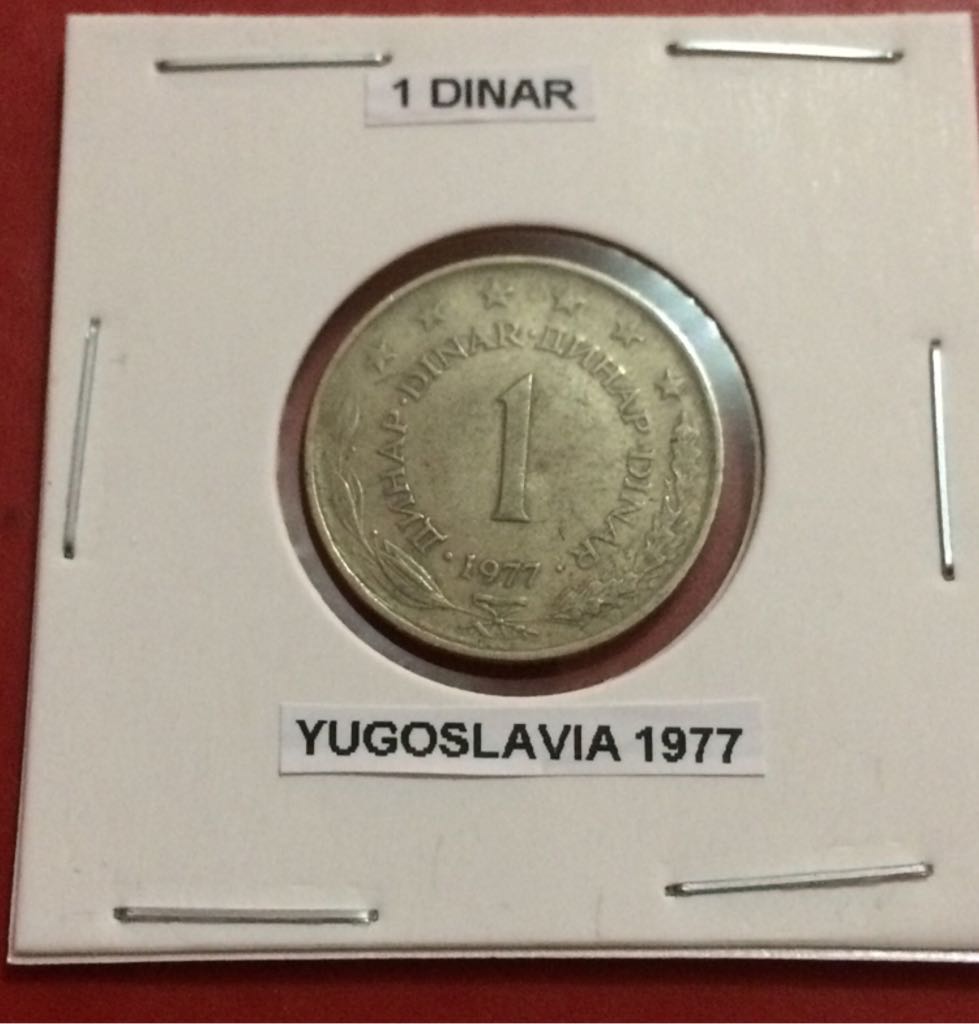 1 DINAR
ДИНАР · DINAR · ДИНАР · DINAR
1
· 1977 ·
YUGOSLAVIA 1977